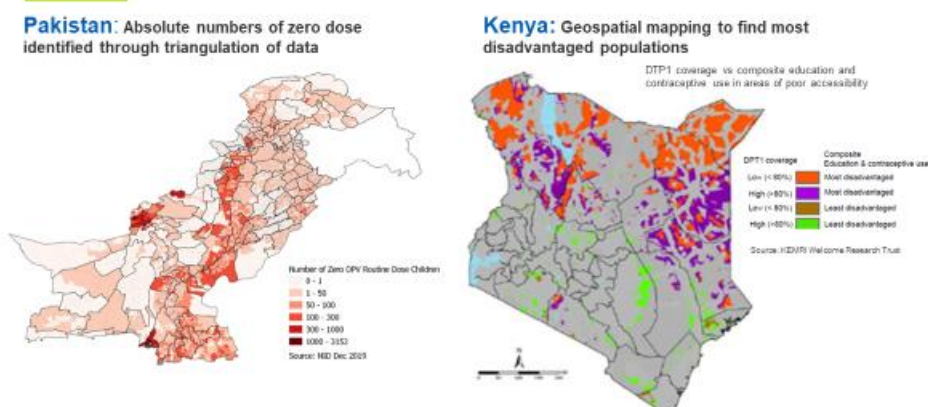 Pakistan: Absolute numbers of zero dose
identified through triangulation of data
Kenya: Geospatial mapping to find most
disadvantaged populations
DTP1 coverage vs composite education and
contraceptive use in areas of poor accessibility
Number of Zero OPV Routine Dose Children
0 - 1
1 - 50
50 - 100
100 - 300
300 - 1000
1000 - 3153
Source: NID Dec 2019
DPT1 coverage
Composite
Education & contraceptive use
Low (< 80%) Most disadvantaged
High (>80%) Most disadvantaged
Low (< 80%) Least disadvantaged
High (>80%) Least disadvantaged
Source: KEMRI Welcome Research Trust
N